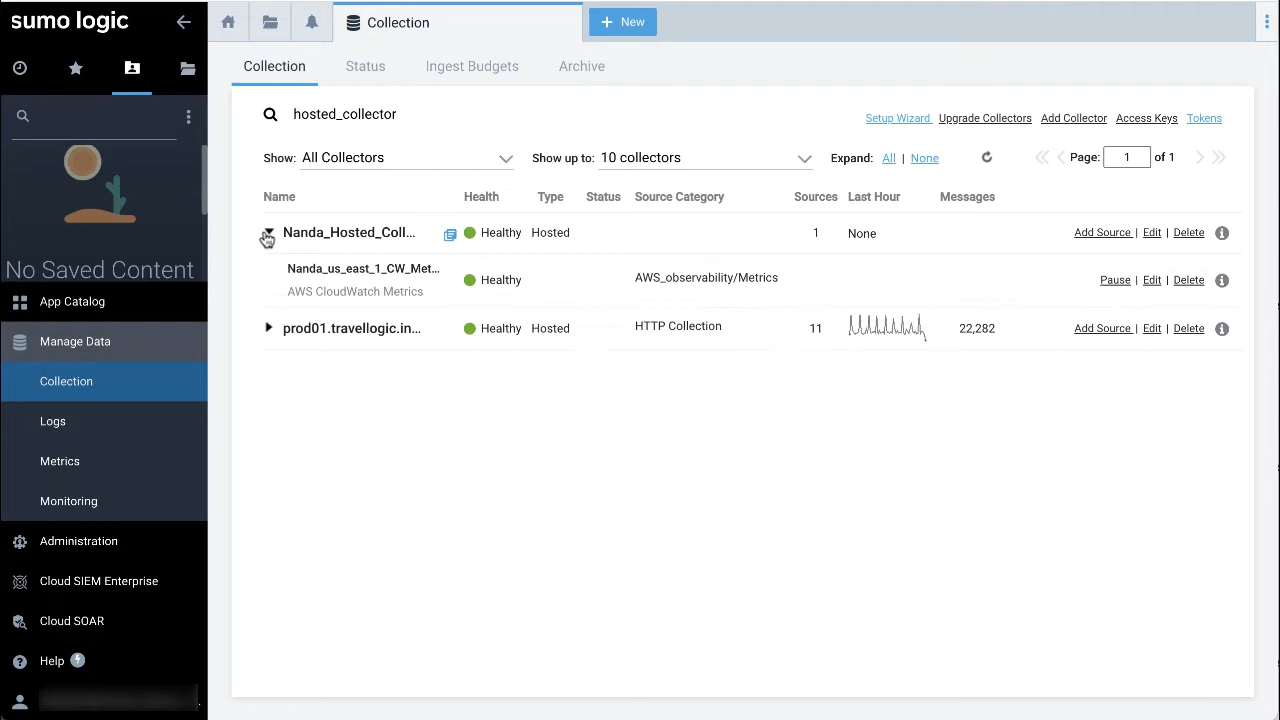 sumo logic
Collection
New
Collection
Status
Ingest Budgets
Archive
hosted_collector
Setup Wizard
Upgrade Collectors
Add Collector
Access Keys
Tokens
Show: All Collectors
Show up to: 10 collectors
Expand: All | None
Page: 1 of 1
Name Health Type Status Source Category Sources Last Hour Messages
Nanda_Hosted_Coll... Healthy Hosted 1 None Add Source | Edit | Delete
Nanda_us_east_1_CW_Met...
AWS CloudWatch Metrics
Healthy AWS_observability/Metrics Pause | Edit | Delete
prod01.travellogic.in... Healthy Hosted HTTP Collection 11 22,282 Add Source | Edit | Delete
No Saved Content
App Catalog
Manage Data
Collection
Logs
Metrics
Monitoring
Administration
Cloud SIEM Enterprise
Cloud SOAR
Help